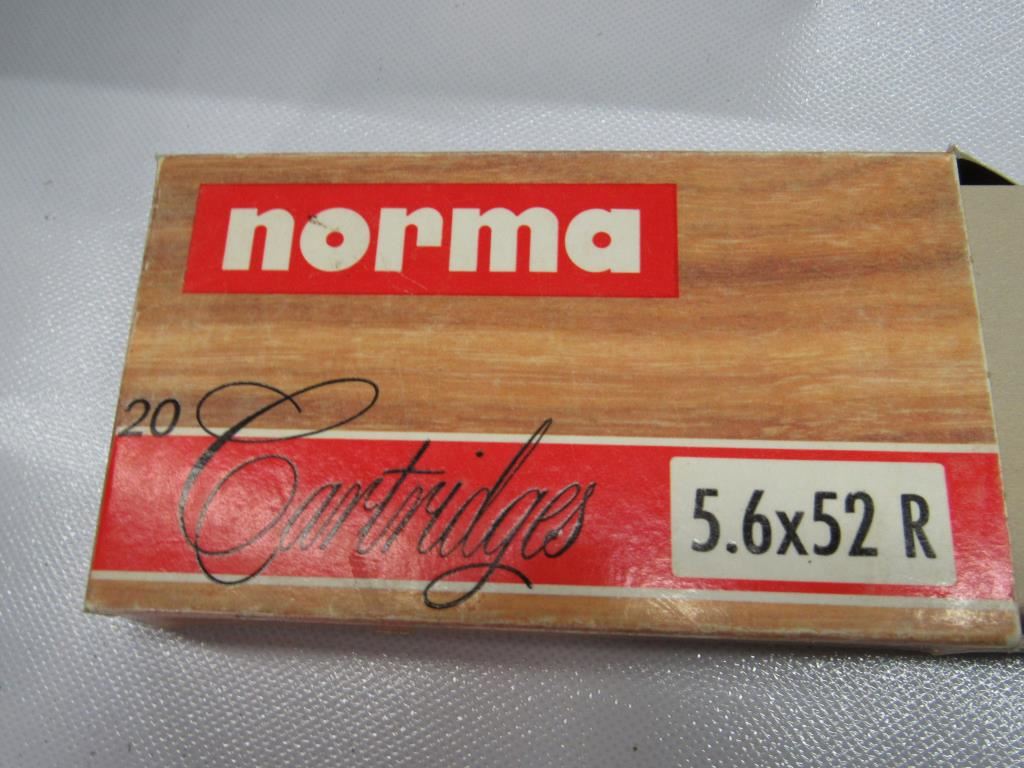 norma
20 Cartridges
5.6x52 R